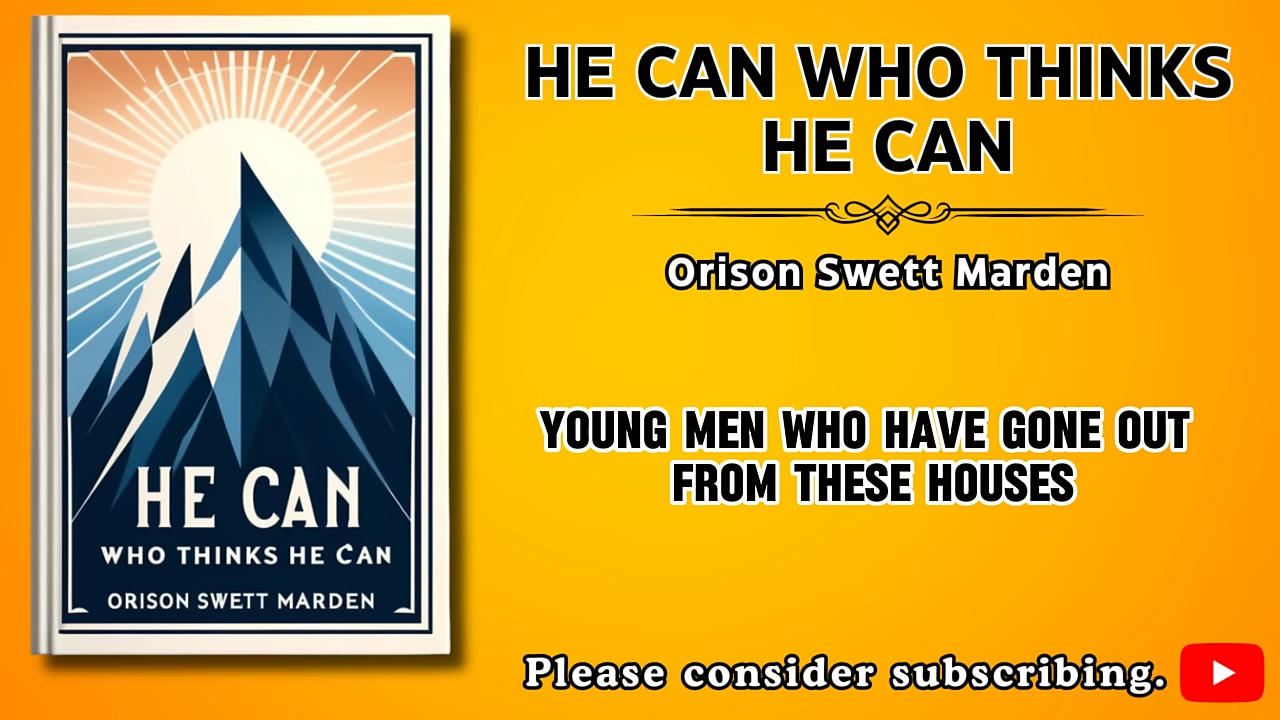 HE CAN
WHO THINKS HE CAN
ORISON SWETT MARDEN
HE CAN WHO THINKS
HE CAN
Orison Swett Marden
YOUNG MEN WHO HAVE GONE OUT
FROM THESE HOUSES
Please consider subscribing.